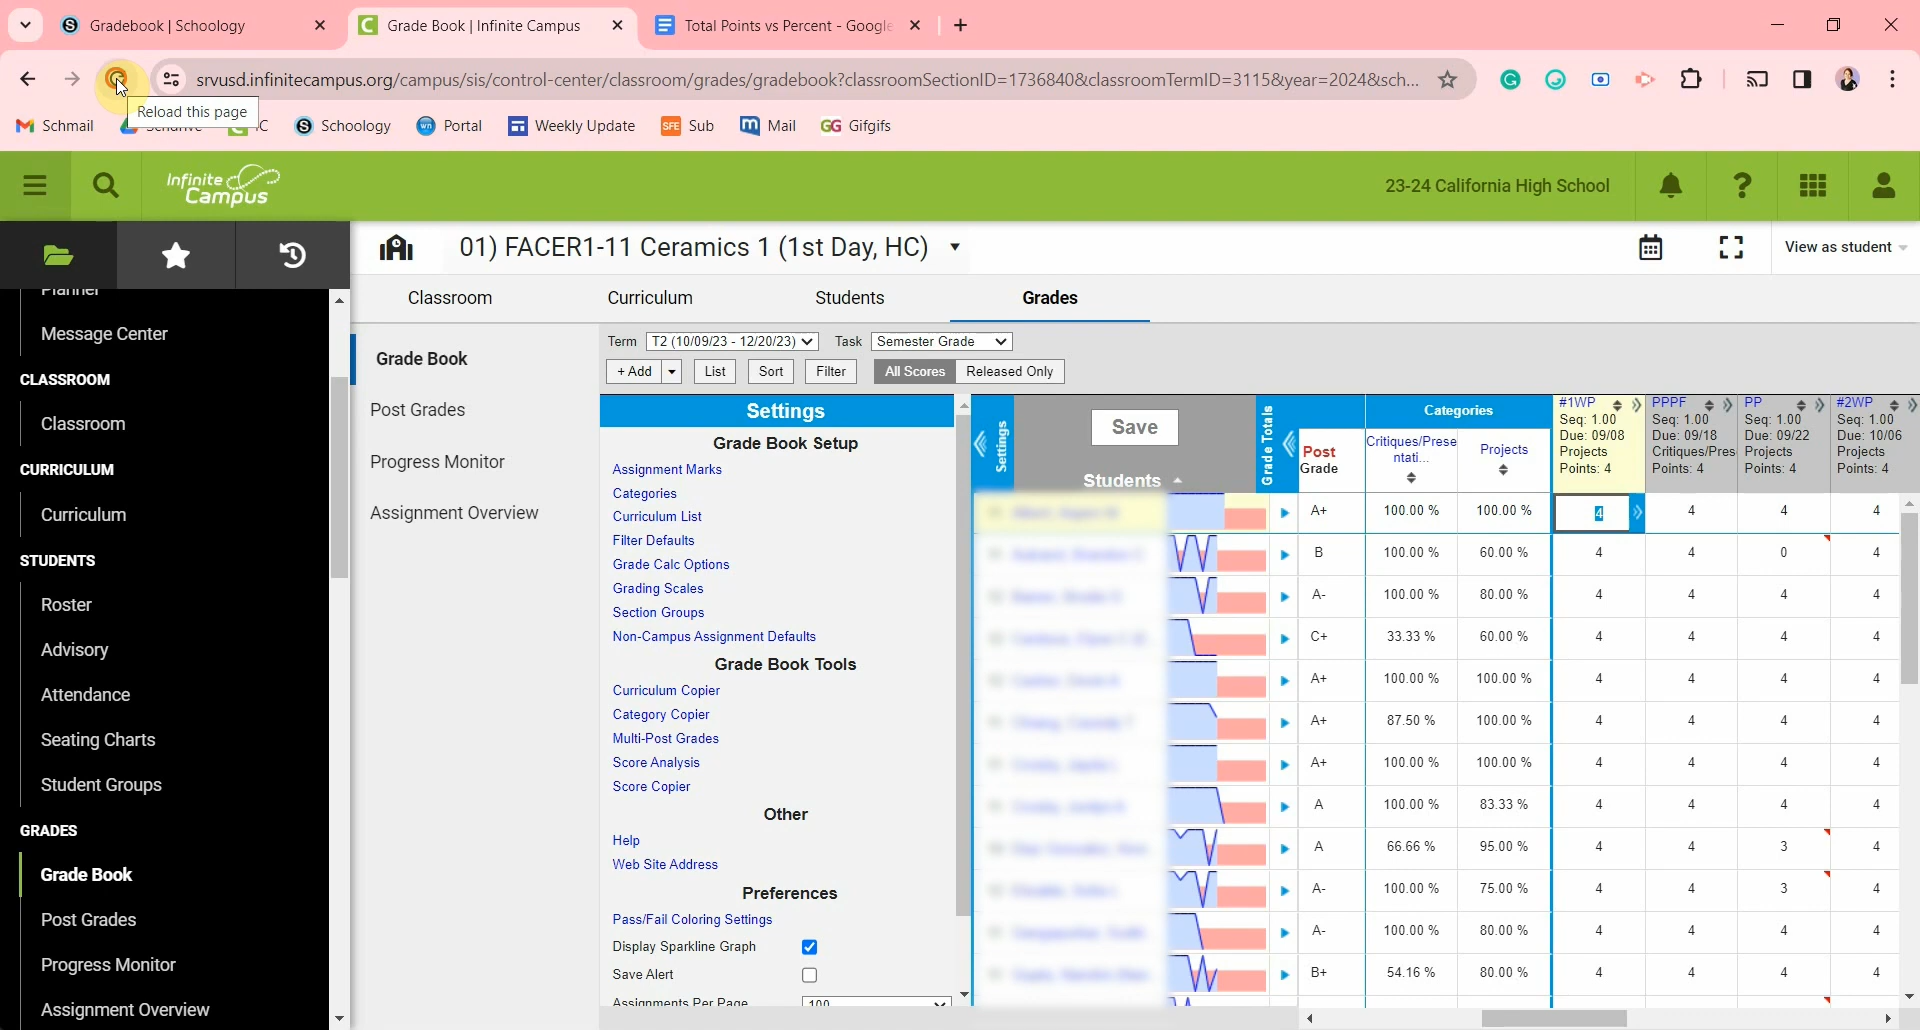 Gradebook | Schoology
Grade Book | Infinite Campus
Total Points vs Percent - Google
srvusd.infinitecampus.org/campus/sis/control-center/classroom/grades/gradebook?classroomSectionID=1736840&classroomTermID=3115&year=2024&sch...
Reload this page
Schmail
Schdrive
IC
Schoology
Portal
Weekly Update
Sub
Mail
Gifgifs
Infinite Campus
23-24 California High School
01) FACER1-11 Ceramics 1 (1st Day, HC)
View as student
Classroom Curriculum Students Grades
Planner
Message Center
CLASSROOM
Classroom
CURRICULUM
Curriculum
STUDENTS
Roster
Advisory
Attendance
Seating Charts
Student Groups
GRADES
Grade Book
Post Grades
Progress Monitor
Assignment Overview
Grade Book
Post Grades
Progress Monitor
Assignment Overview
Term T2 (10/09/23 - 12/20/23) Task Semester Grade
+ Add List Sort Filter All Scores Released Only
Settings
Grade Book Setup
Assignment Marks
Categories
Curriculum List
Filter Defaults
Grade Calc Options
Grading Scales
Section Groups
Non-Campus Assignment Defaults
Grade Book Tools
Curriculum Copier
Category Copier
Multi-Post Grades
Score Analysis
Score Copier
Other
Help
Web Site Address
Preferences
Pass/Fail Coloring Settings
Display Sparkline Graph
Save Alert
Assignments Per Page 100
Settings
Save
Students
Grade Totals
Post
Grade
Categories
Critiques/Prese
ntati...
Projects
#1WP
Seq: 1.00
Due: 09/08
Projects
Points: 4
PPPF
Seq: 1.00
Due: 09/18
Critiques/Pres
Points: 4
PP
Seq: 1.00
Due: 09/22
Projects
Points: 4
#2WP
Seq: 1.00
Due: 10/06
Projects
Points: 4
A+ 100.00 % 100.00 % 4 4 4 4
B 100.00 % 60.00 % 4 4 0 4
A- 100.00 % 80.00 % 4 4 4 4
C+ 33.33 % 60.00 % 4 4 4 4
A+ 100.00 % 100.00 % 4 4 4 4
A+ 87.50 % 100.00 % 4 4 4 4
A+ 100.00 % 100.00 % 4 4 4 4
A 100.00 % 83.33 % 4 4 4 4
A 66.66 % 95.00 % 4 4 3 4
A- 100.00 % 75.00 % 4 4 3 4
A- 100.00 % 80.00 % 4 4 4 4
B+ 54.16 % 80.00 % 4 4 4 4